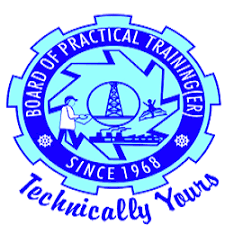 BOARD OF PRACTICAL TRAINING(ER)
SINCE 1968
Technically Yours